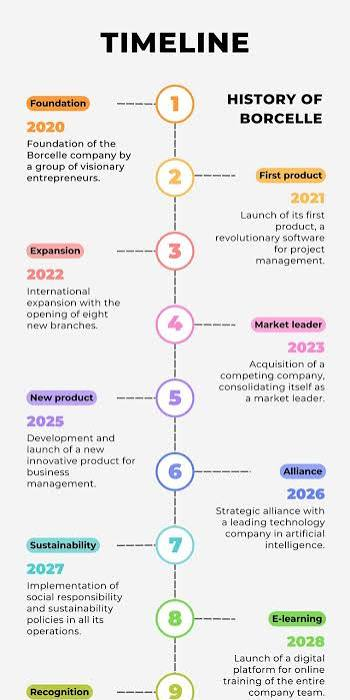 TIMELINE
HISTORY OF
BORCELLE
1
Foundation
2020
Foundation of the
Borcelle company by
a group of visionary
entrepreneurs.
2
First product
2021
Launch of its first
product, a
revolutionary software
for project
management.
3
Expansion
2022
International
expansion with the
opening of eight
new branches.
4
Market leader
2023
Acquisition of a
competing company,
consolidating itself as
a market leader.
5
New product
2025
Development and
launch of a new
innovative product for
business
management.
6
Alliance
2026
Strategic alliance with
a leading technology
company in artificial
intelligence.
7
Sustainability
2027
Implementation of
social responsibility
and sustainability
policies in all its
operations.
8
E-learning
2028
Launch of a digital
platform for online
training of the entire
company team.
9
Recognition